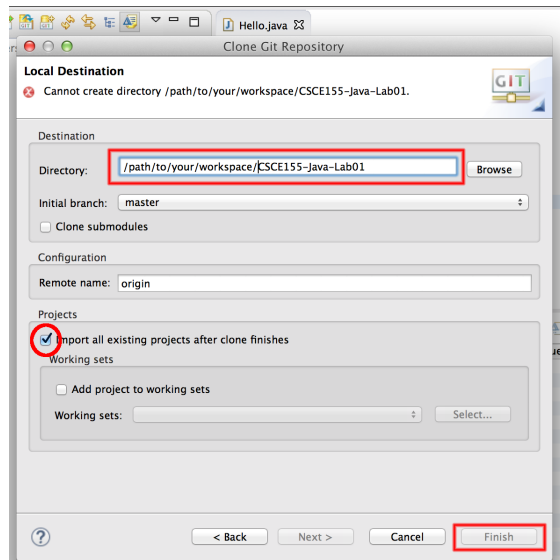 Hello.java
Clone Git Repository
Local Destination
Cannot create directory /path/to/your/workspace/CSCE155-Java-Lab01.
GIT
Destination
Directory: /path/to/your/workspace/CSCE155-Java-Lab01 Browse
Initial branch: master
Clone submodules
Configuration
Remote name: origin
Projects
Import all existing projects after clone finishes
Working sets
Add project to working sets
Working sets: Select...
? < Back Next > Cancel Finish